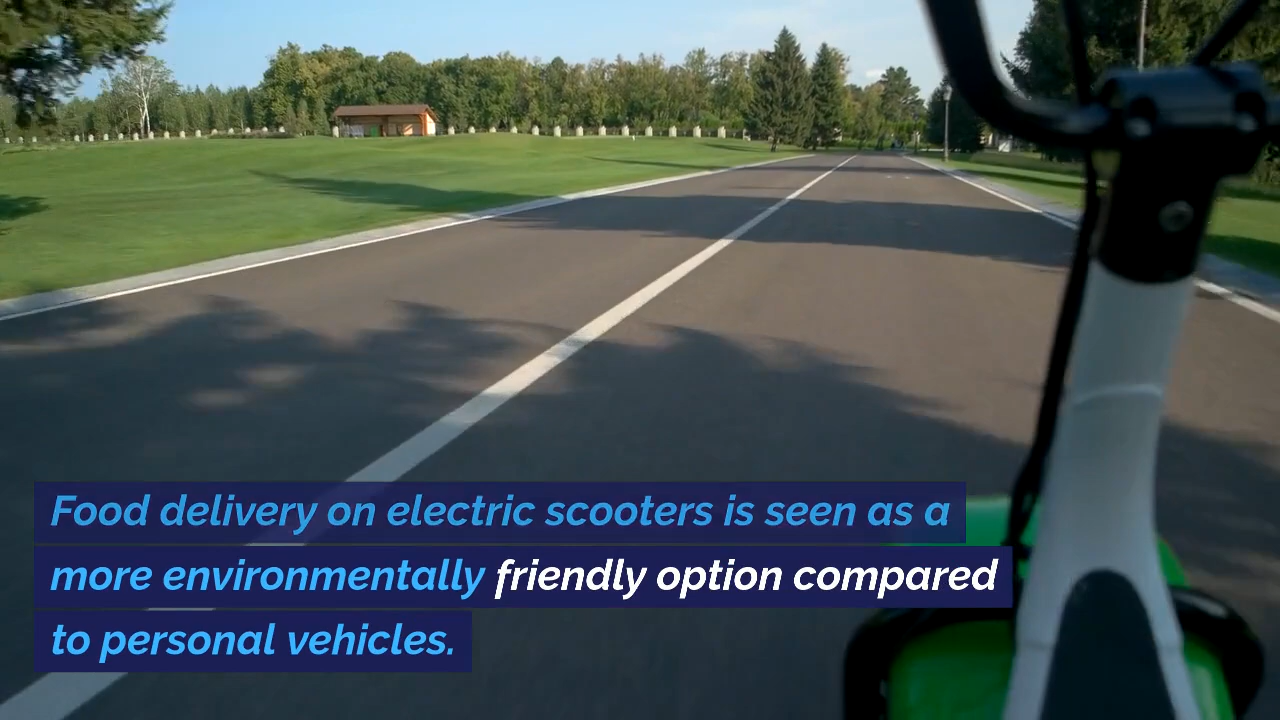 Food delivery on electric scooters is seen as a
more environmentally friendly option compared
to personal vehicles.